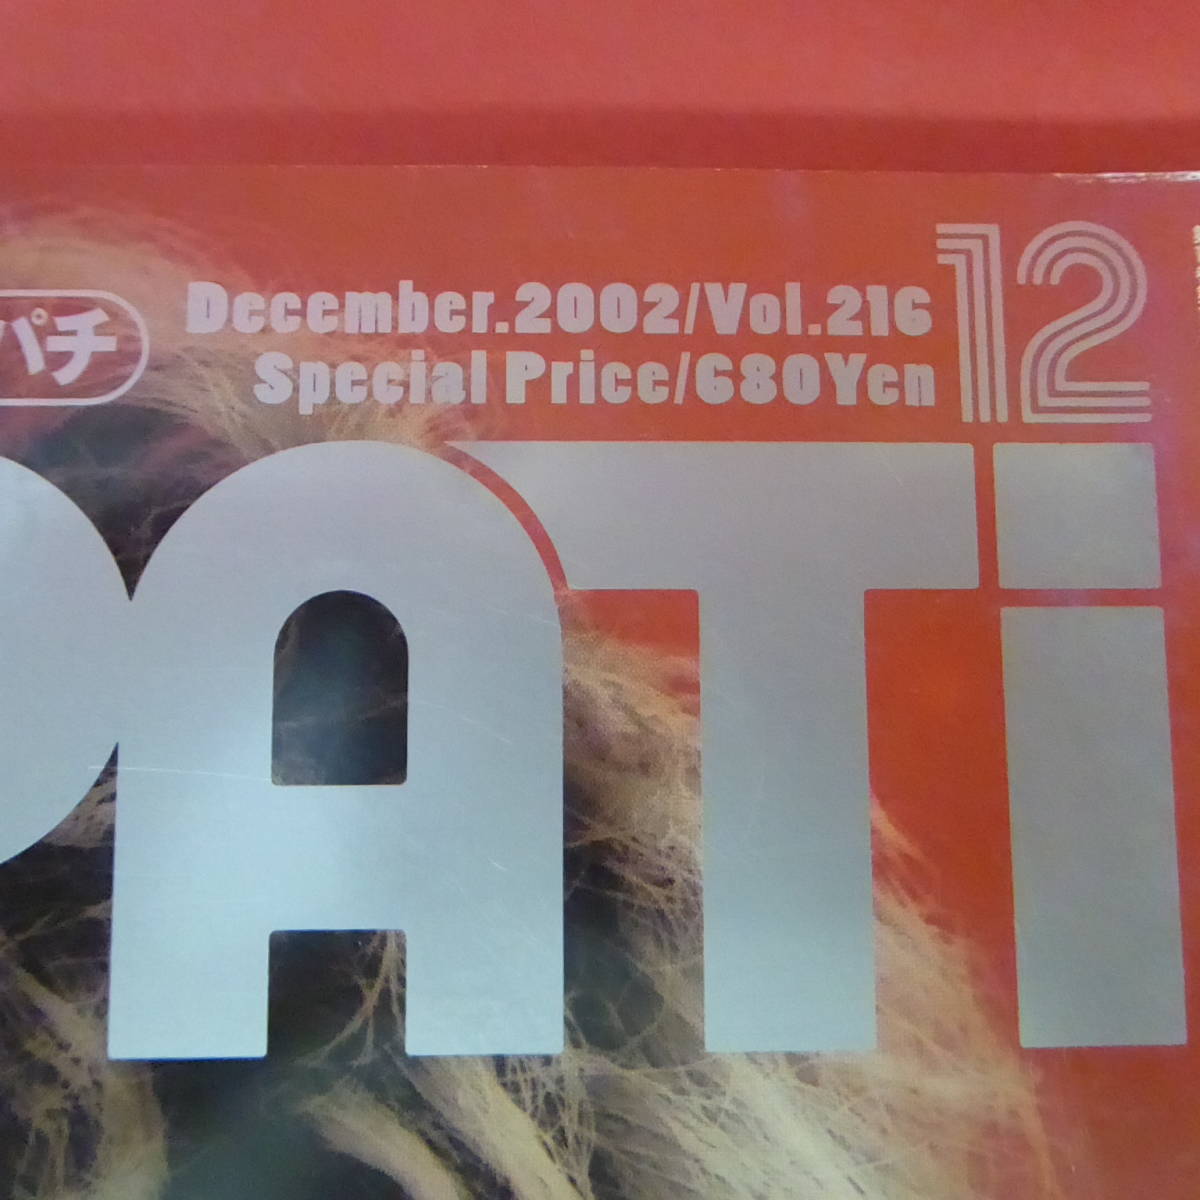 December.2002/Vol.216
12
パチ
Special Price/680Yen
PATi